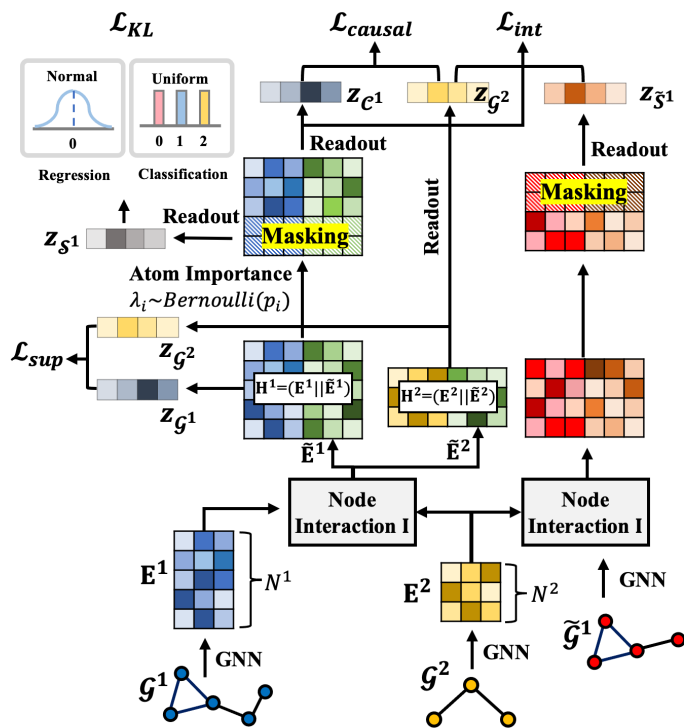 𝓛_KL
𝓛_causal
𝓛_int
Normal
0
Uniform
0 1 2
Regression
Classification
z_𝒞¹
z_𝒢²
z_𝒮̃¹
Readout
Readout
Readout
Readout
Masking
Masking
z_𝒮¹
Atom Importance
λ_i~Bernoulli(p_i)
𝓛_sup
z_𝒢²
z_𝒢¹
H¹=(E¹||Ẽ¹)
H²=(E²||Ẽ²)
Ẽ¹
Ẽ²
Node
Interaction I
Node
Interaction I
E¹
N¹
E²
N²
GNN
GNN
GNN
𝒢¹
𝒢²
𝒢̃¹